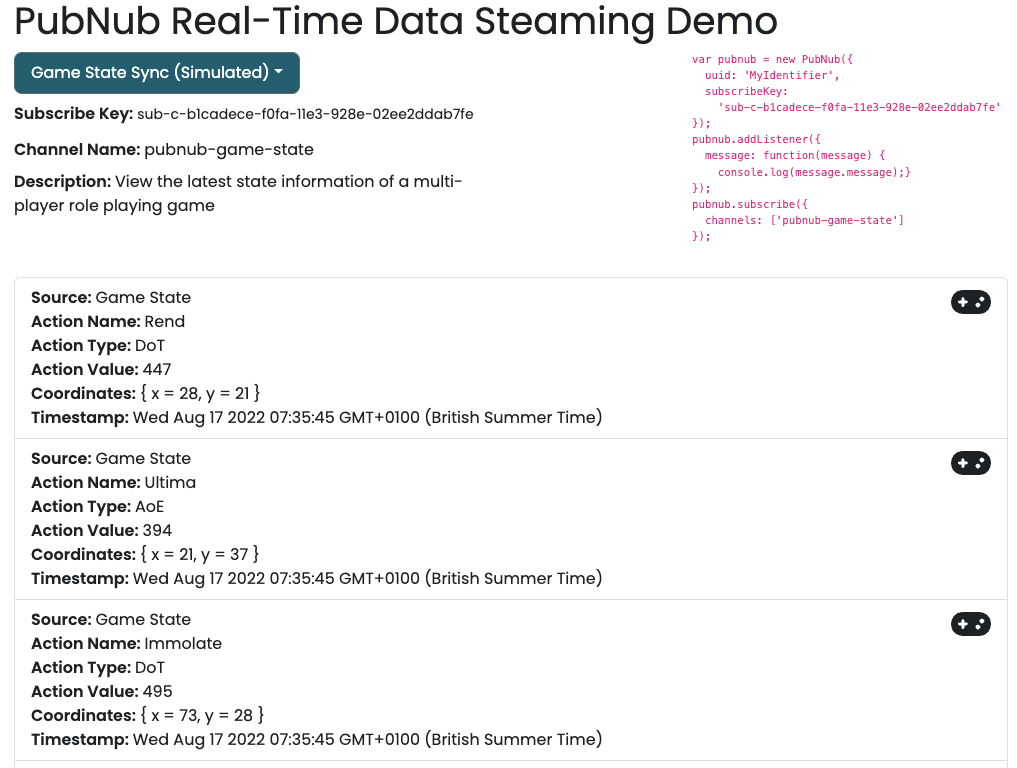 PubNub Real-Time Data Steaming Demo
Game State Sync (Simulated)
Subscribe Key: sub-c-b1cadece-f0fa-11e3-928e-02ee2ddab7fe
Channel Name: pubnub-game-state
Description: View the latest state information of a multi-
player role playing game
var pubnub = new PubNub({
  uuid: 'MyIdentifier',
  subscribeKey:
    'sub-c-b1cadece-f0fa-11e3-928e-02ee2ddab7fe'
});
pubnub.addListener({
  message: function(message) {
    console.log(message.message);}
});
pubnub.subscribe({
  channels: ['pubnub-game-state']
});
Source: Game State
Action Name: Rend
Action Type: DoT
Action Value: 447
Coordinates: { x = 28, y = 21 }
Timestamp: Wed Aug 17 2022 07:35:45 GMT+0100 (British Summer Time)
Source: Game State
Action Name: Ultima
Action Type: AoE
Action Value: 394
Coordinates: { x = 21, y = 37 }
Timestamp: Wed Aug 17 2022 07:35:45 GMT+0100 (British Summer Time)
Source: Game State
Action Name: Immolate
Action Type: DoT
Action Value: 495
Coordinates: { x = 73, y = 28 }
Timestamp: Wed Aug 17 2022 07:35:45 GMT+0100 (British Summer Time)